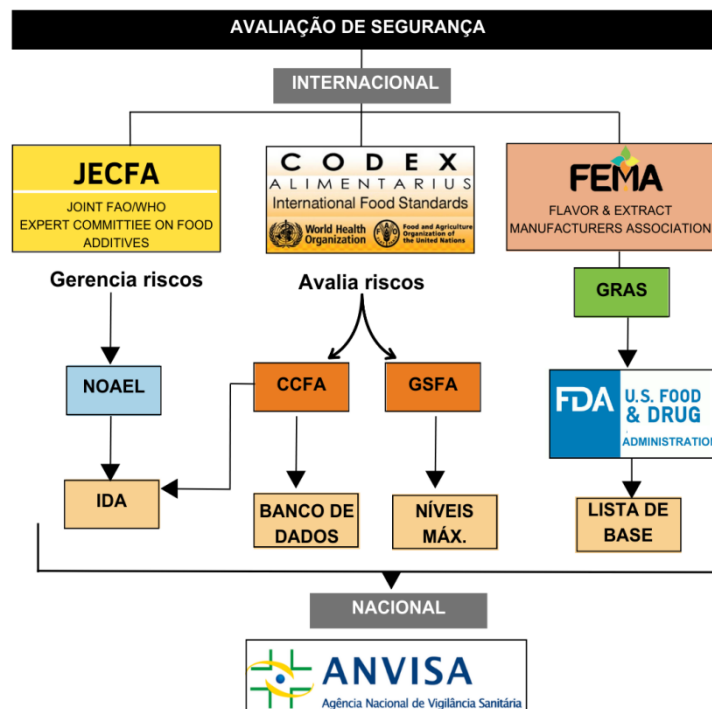 AVALIAÇÃO DE SEGURANÇA
INTERNACIONAL
JECFA
JOINT FAO/WHO
EXPERT COMMITIEE ON FOOD
ADDITIVES
CODEX
ALIMENTARIUS
International Food Standards
World Health
Organization
Food and Agriculture
Organization of
the United Nations
FEMA
FLAVOR & EXTRACT
MANUFACTURERS ASSOCIATION
Gerencia riscos
Avalia riscos
GRAS
NOAEL
CCFA
GSFA
FDA
U.S. FOOD
& DRUG
ADMINISTRATION
IDA
BANCO DE
DADOS
NÍVEIS
MÁX.
LISTA DE
BASE
NACIONAL
ANVISA
Agência Nacional de Vigilância Sanitária